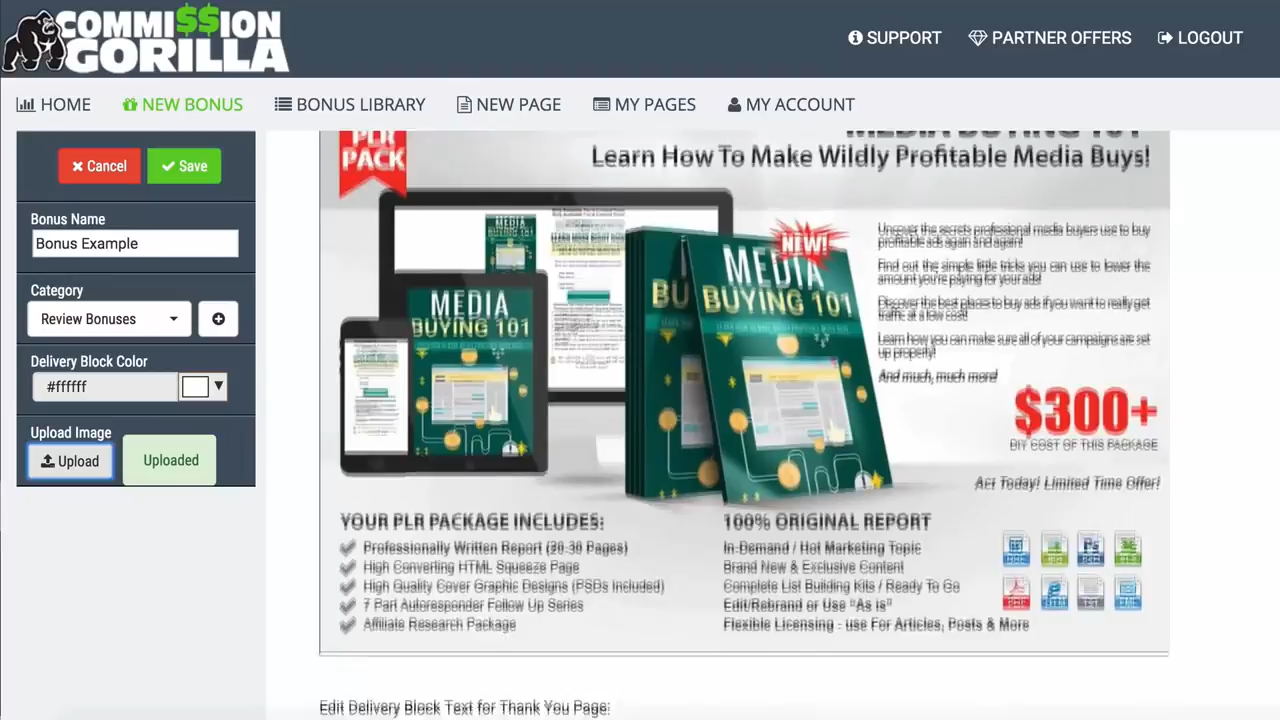 COMMI$$ION
GORILLA
SUPPORT
PARTNER OFFERS
LOGOUT
HOME
NEW BONUS
BONUS LIBRARY
NEW PAGE
MY PAGES
MY ACCOUNT
Cancel
Save
Bonus Name
Bonus Example
Category
Review Bonuses
Delivery Block Color
#ffffff
Upload Image
Upload
Uploaded
PLR
PACK
MEDIA BUYING 101
Learn How To Make Wildly Profitable Media Buys!
MEDIA
BUYING 101
NEW!
MEDIA
BUYING 101
Uncover the secrets professional media buyers use to buy
profitable ads again and again!
Find out the simple little tricks you can use to lower the
amount you're paying for your ads!
Discover the best places to buy ads if you want to really get
traffic at a low cost!
Learn how you can make sure all of your campaigns are set
up properly!
And much, much more!
$300+
DIY COST OF THIS PACKAGE
Act Today! Limited Time Offer!
YOUR PLR PACKAGE INCLUDES:
Professionally Written Report (20-30 Pages)
High Converting HTML Squeeze Page
High Quality Cover Graphic Designs (PSDs Included)
7 Part Autoresponder Follow Up Series
Affiliate Research Package
100% ORIGINAL REPORT
In-Demand / Hot Marketing Topic
Brand New & Exclusive Content
Complete List Building Kits / Ready To Go
Edit/Rebrand or Use "As is"
Flexible Licensing - use For Articles, Posts & More
Edit Delivery Block Text for Thank You Page: